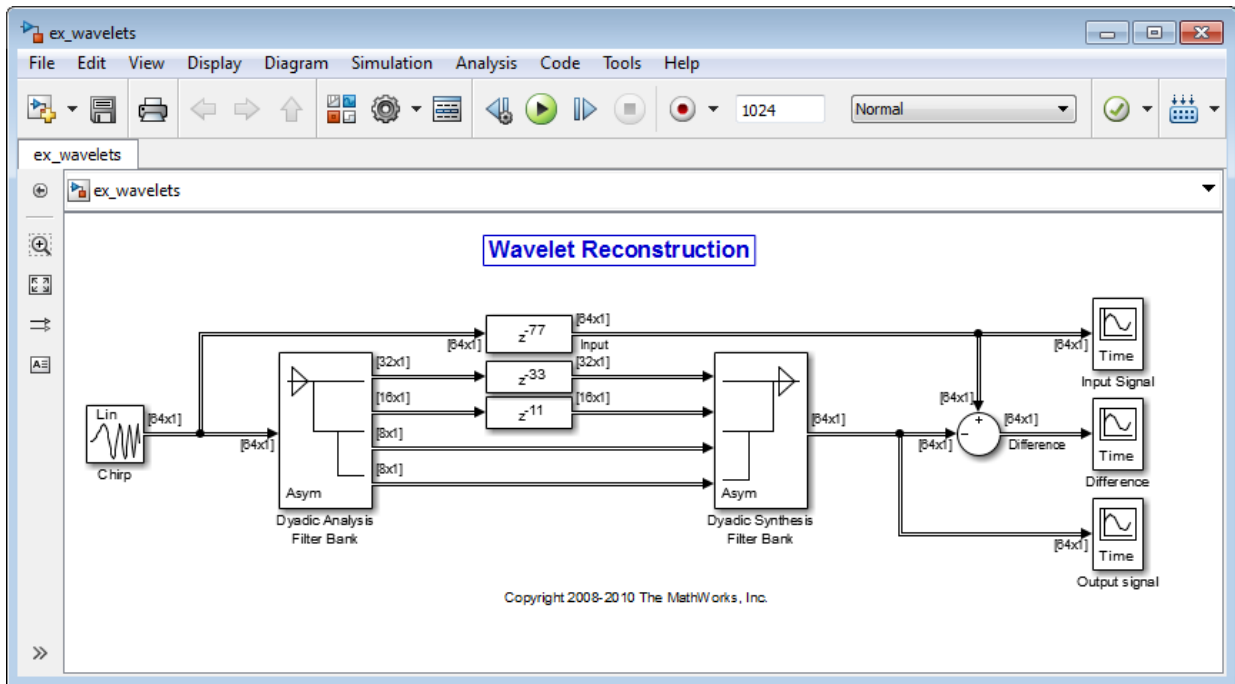 ex_wavelets
File Edit View Display Diagram Simulation Analysis Code Tools Help
1024 Normal
ex_wavelets
ex_wavelets
Wavelet Reconstruction
[64x1]
z-77
[64x1]
Input
[64x1]
Time
Input Signal
[32x1]
z-33
[32x1]
[16x1]
z-11
[16x1]
[8x1]
[8x1]
Lin
[64x1]
Chirp
[64x1]
Asym
Dyadic Analysis
Filter Bank
Asym
Dyadic Synthesis
Filter Bank
[64x1]
[64x1]
[64x1]
+
−
[64x1]
Difference
Time
Difference
[64x1]
Time
Output signal
Copyright 2008-2010 The MathWorks, Inc.